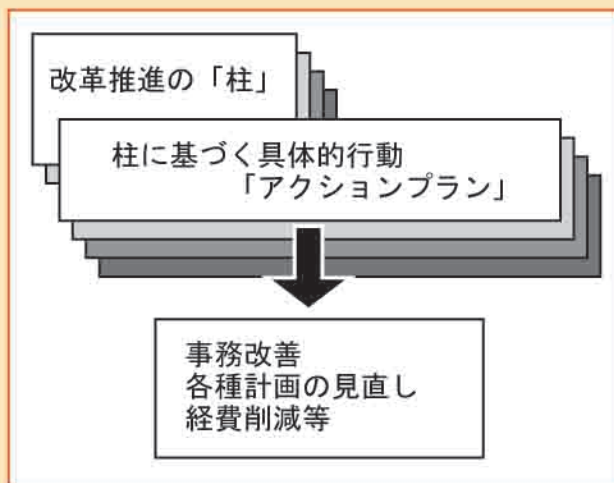 改革推進の「柱」
柱に基づく具体的行動
「アクションプラン」
事務改善
各種計画の見直し
経費削減等